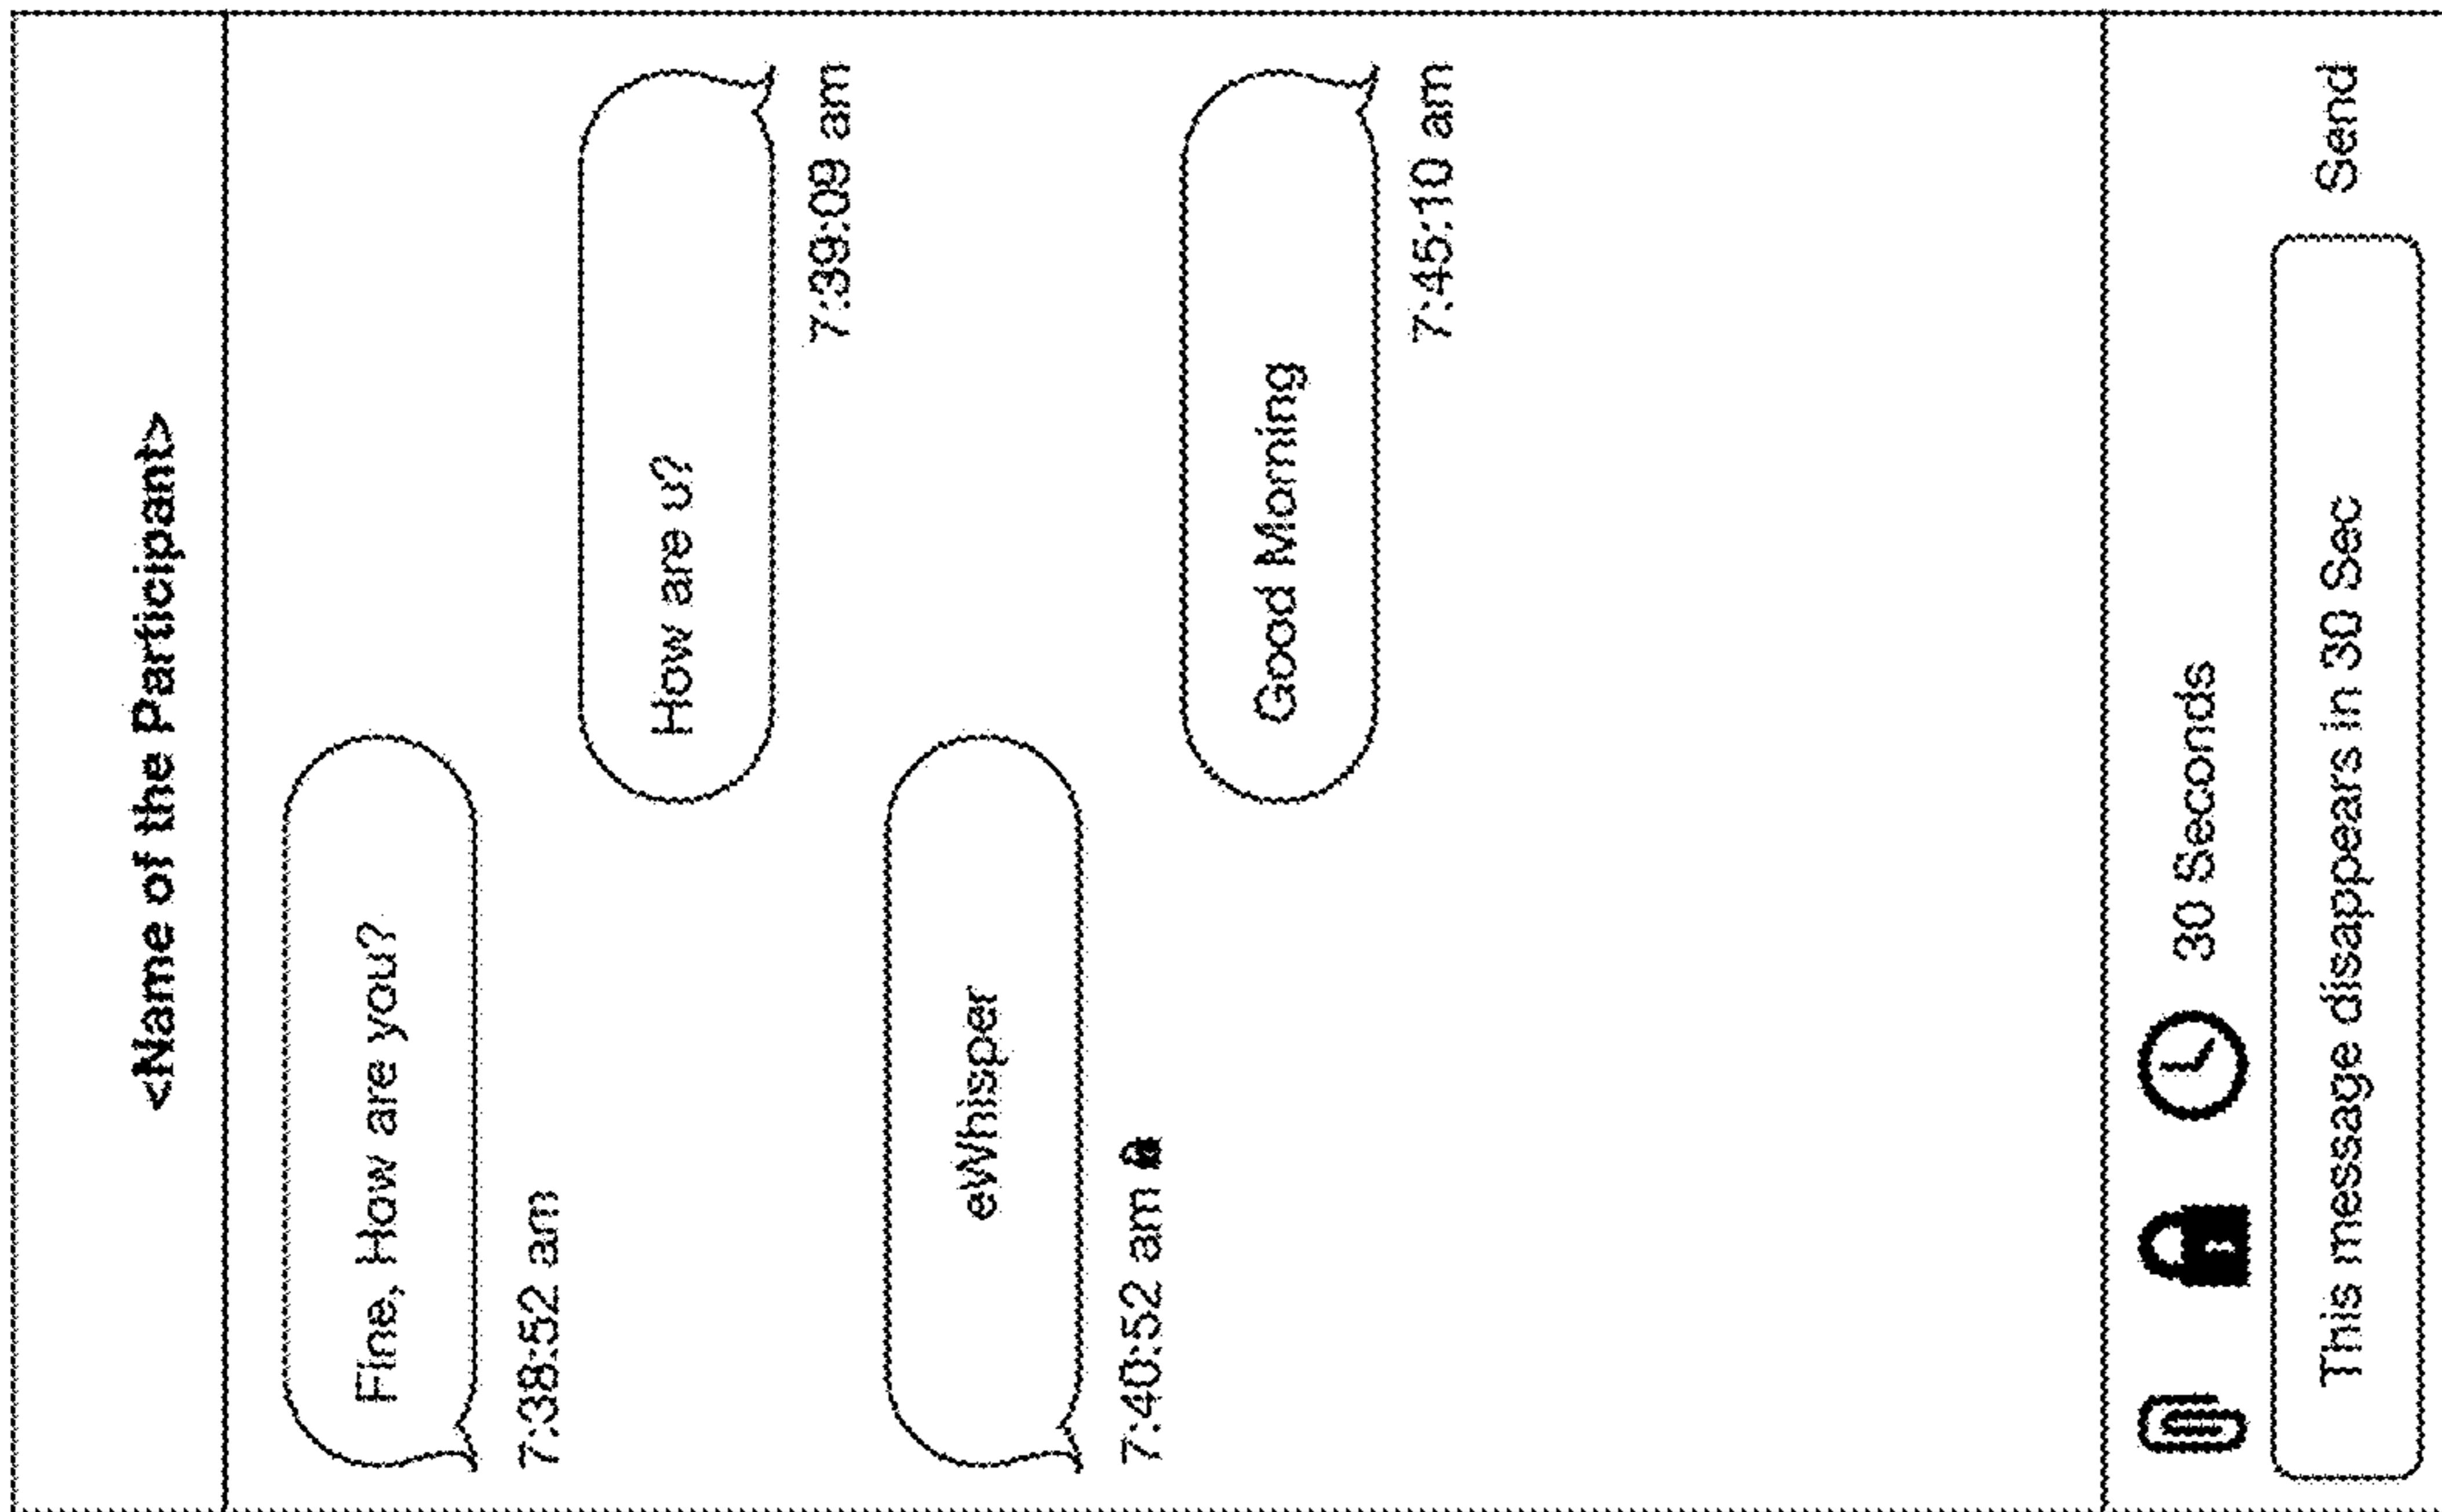 <Name of the Participant>
Fine, How are you?
7:38:52 am
How are u?
7:39:09 am
eWhisper
7:40:52 am
Good Morning
7:45:10 am
30 Seconds
This message disappears in 30 Sec
Send